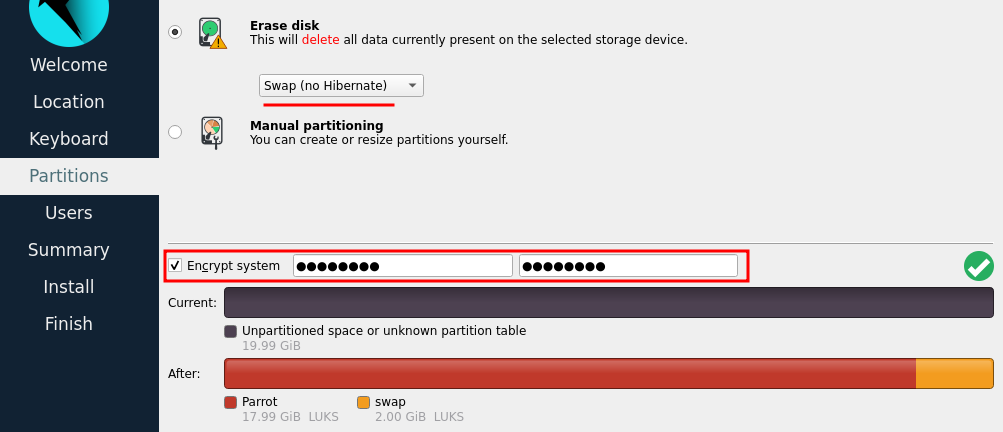 Welcome
Location
Keyboard
Partitions
Users
Summary
Install
Finish
Erase disk
This will delete all data currently present on the selected storage device.
Swap (no Hibernate)
Manual partitioning
You can create or resize partitions yourself.
Encrypt system ●●●●●●●● ●●●●●●●●
Current:
Unpartitioned space or unknown partition table
19.99 GiB
After:
Parrot swap
17.99 GiB LUKS 2.00 GiB LUKS